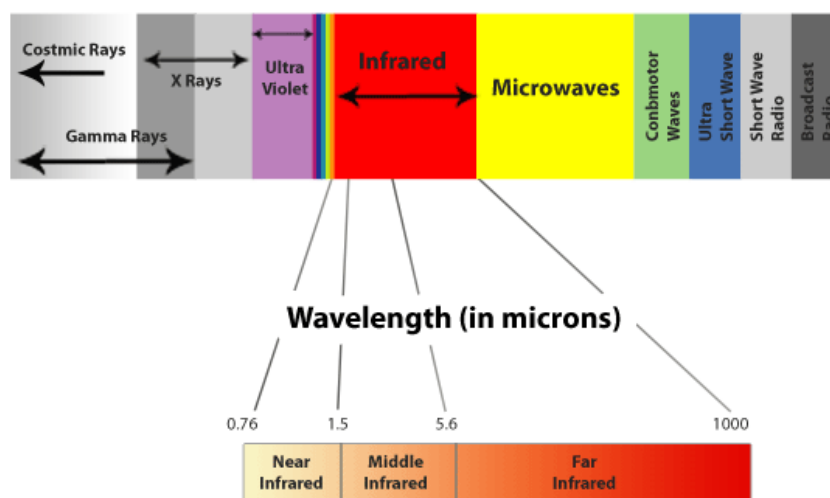 Costmic Rays
X Rays
Gamma Rays
Ultra
Violet
Infrared
Microwaves
Conbmotor
Waves
Ultra
Short Wave
Short Wave
Radio
Broadcast
Radio
Wavelength (in microns)
0.76
1.5
5.6
1000
Near
Infrared
Middle
Infrared
Far
Infrared